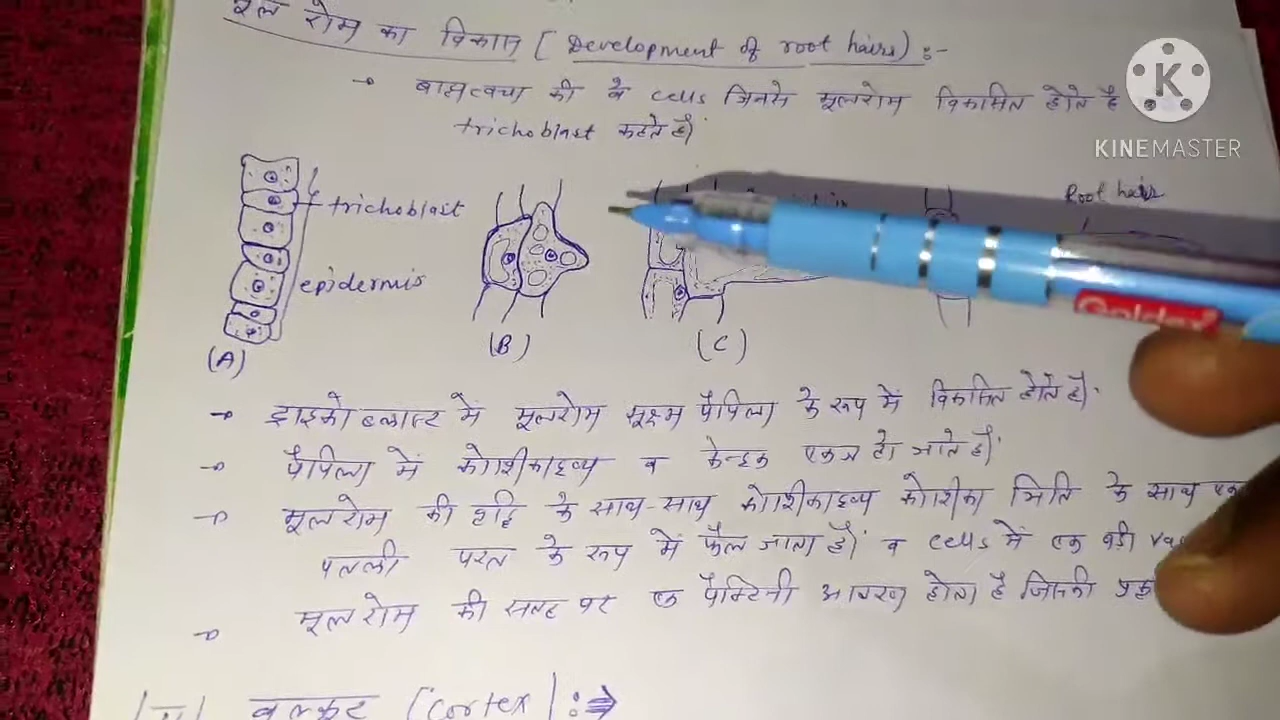 मूल रोम का विकास (Development of root hairs) :-
→ बाह्यत्वचा की वे cells जिनसे मूलरोम विकसित होते है
trichoblast कहते है।
K
KINEMASTER
trichoblast
epidermis
Root hair
(A)
(B)
(C)
Goldex
→ ट्राइकोब्लास्ट में मूलरोम सूक्ष्म पैपिला के रूप में विकसित होते है।
→ पैपिला में कोशिकाद्रव्य व केन्द्रक एकत्र हो जाते है।
→ मूलरोम की वृद्धि के साथ-साथ कोशिकाद्रव्य कोशिका भित्ति के साथ एक
पतली परत के रूप में फैल जाता है। व cells में एक बड़ी
→ मूलरोम की सतह पर एक पैक्टिनी आवरण होता है जिसकी
वल्कुट (cortex) :⇒